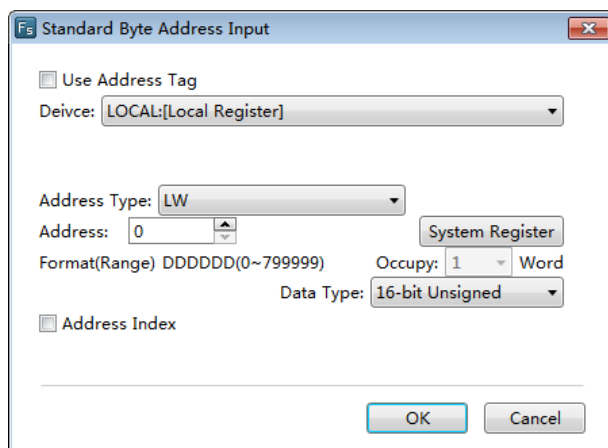 Fs Standard Byte Address Input
Use Address Tag
Deivce: LOCAL:[Local Register]
Address Type: LW
Address: 0 System Register
Format(Range) DDDDDD(0~799999) Occupy: 1 Word
Data Type: 16-bit Unsigned
Address Index
OK Cancel